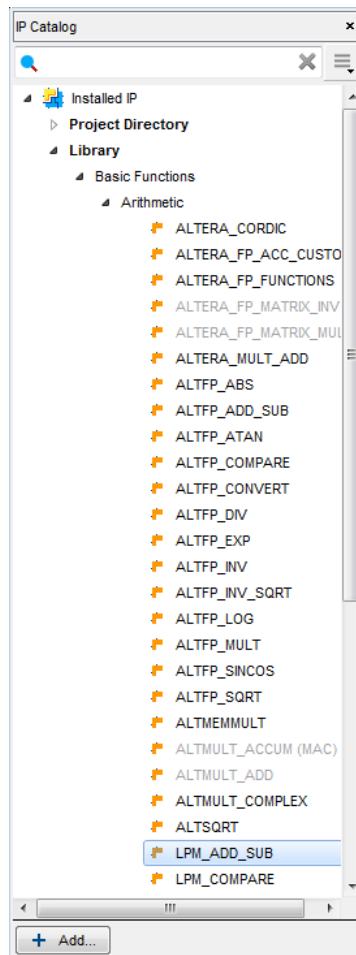 IP Catalog
Installed IP
Project Directory
Library
Basic Functions
Arithmetic
ALTERA_CORDIC
ALTERA_FP_ACC_CUSTO
ALTERA_FP_FUNCTIONS
ALTERA_FP_MATRIX_INV
ALTERA_FP_MATRIX_MUL
ALTERA_MULT_ADD
ALTFP_ABS
ALTFP_ADD_SUB
ALTFP_ATAN
ALTFP_COMPARE
ALTFP_CONVERT
ALTFP_DIV
ALTFP_EXP
ALTFP_INV
ALTFP_INV_SQRT
ALTFP_LOG
ALTFP_MULT
ALTFP_SINCOS
ALTFP_SQRT
ALTMEMMULT
ALTMULT_ACCUM (MAC)
ALTMULT_ADD
ALTMULT_COMPLEX
ALTSQRT
LPM_ADD_SUB
LPM_COMPARE
+ Add...